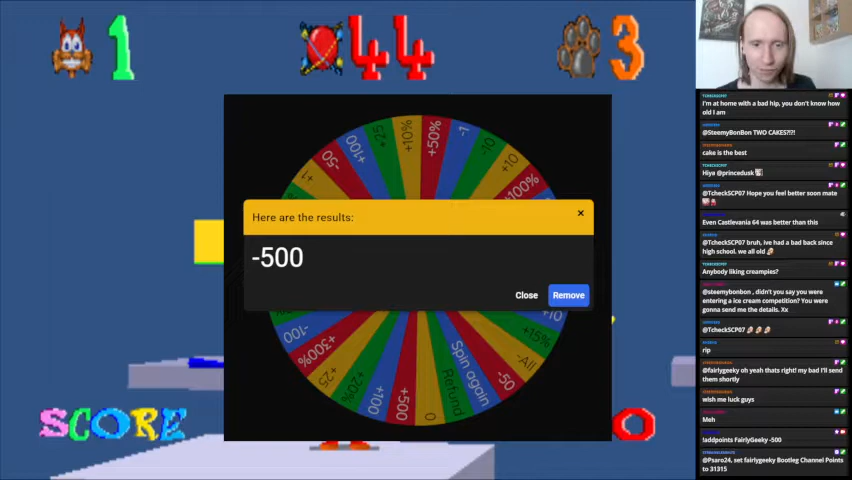 1 44 3
+25 +10% +50% -1
+100 -10
-50 +10
+1 +100%
Here are the results:
×
-500
Close Remove
-100 +10
+300% +15%
+25 -All
+20% -50
+100 Spin again
+500 0 Refund
SCORE 0
I'm at home with a bad hip, you don't know how
old I am
@SteemyBonBon TWO CAKES?!?!
cake is the best
Hiya @princedusk
@TcheckSCP07 Hope you feel better soon mate
Even Castlevania 64 was better than this
@TcheckSCP07 bruh, ive had a bad back since
high school. we all old
Anybody liking creampies?
@steemybonbon , didn't you say you were
entering a ice cream competition? You were
gonna send me the details. Xx
@TcheckSCP07
rip
@fairlygeeky oh yeah thats right! my bad I'll send
them shortly
wish me luck guys
Meh
!addpoints FairlyGeeky -500
@Psaro24, set fairlygeeky Bootleg Channel Points
to 31315